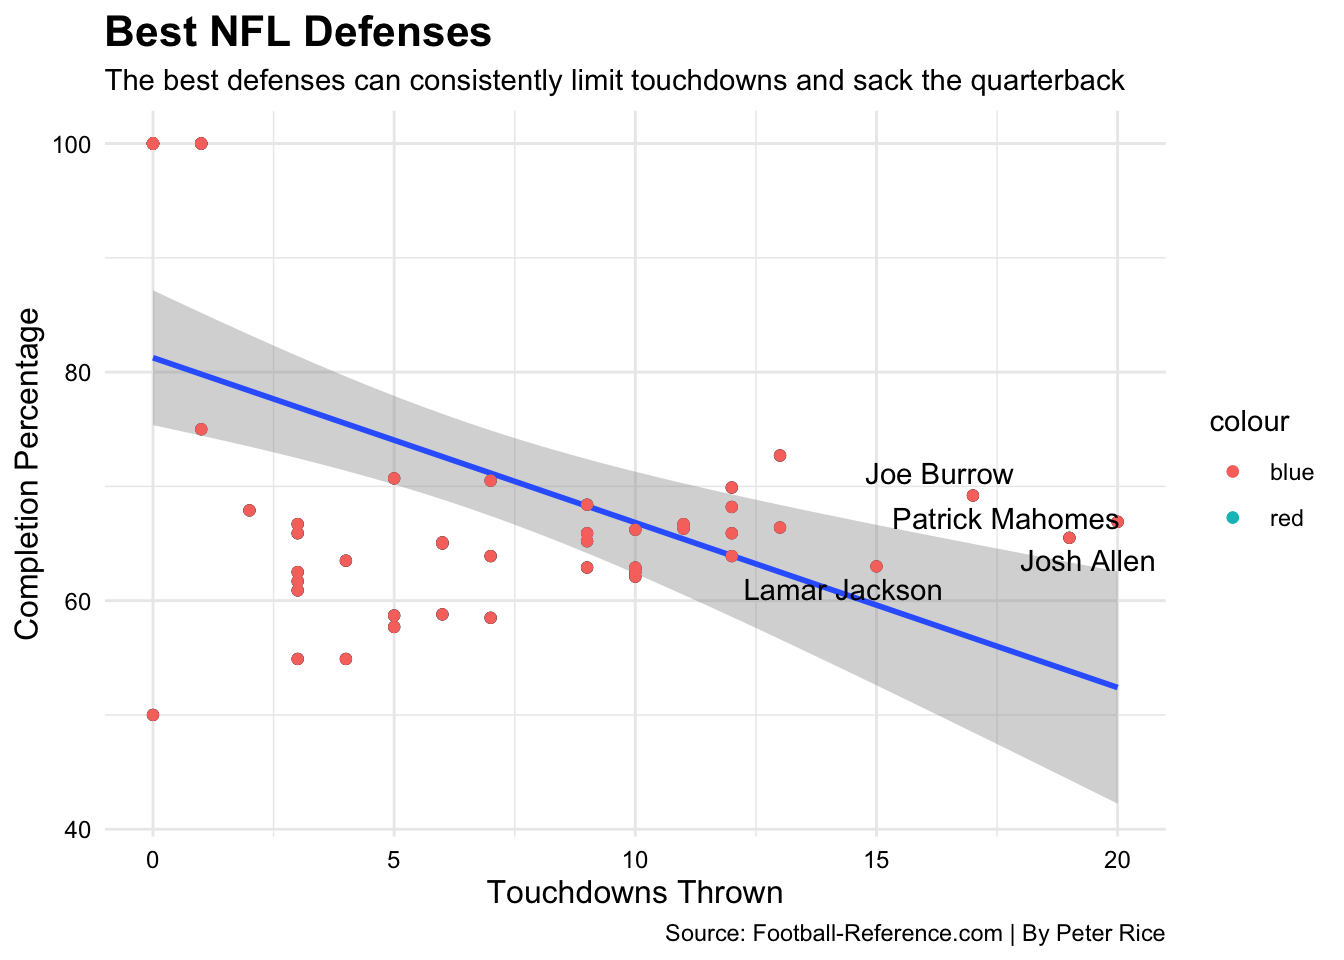 Best NFL Defenses
The best defenses can consistently limit touchdowns and sack the quarterback
100
80
60
40
Completion Percentage
Joe Burrow
Patrick Mahomes
Josh Allen
Lamar Jackson
0 5 10 15 20
Touchdowns Thrown
colour
blue
red
Source: Football-Reference.com | By Peter Rice